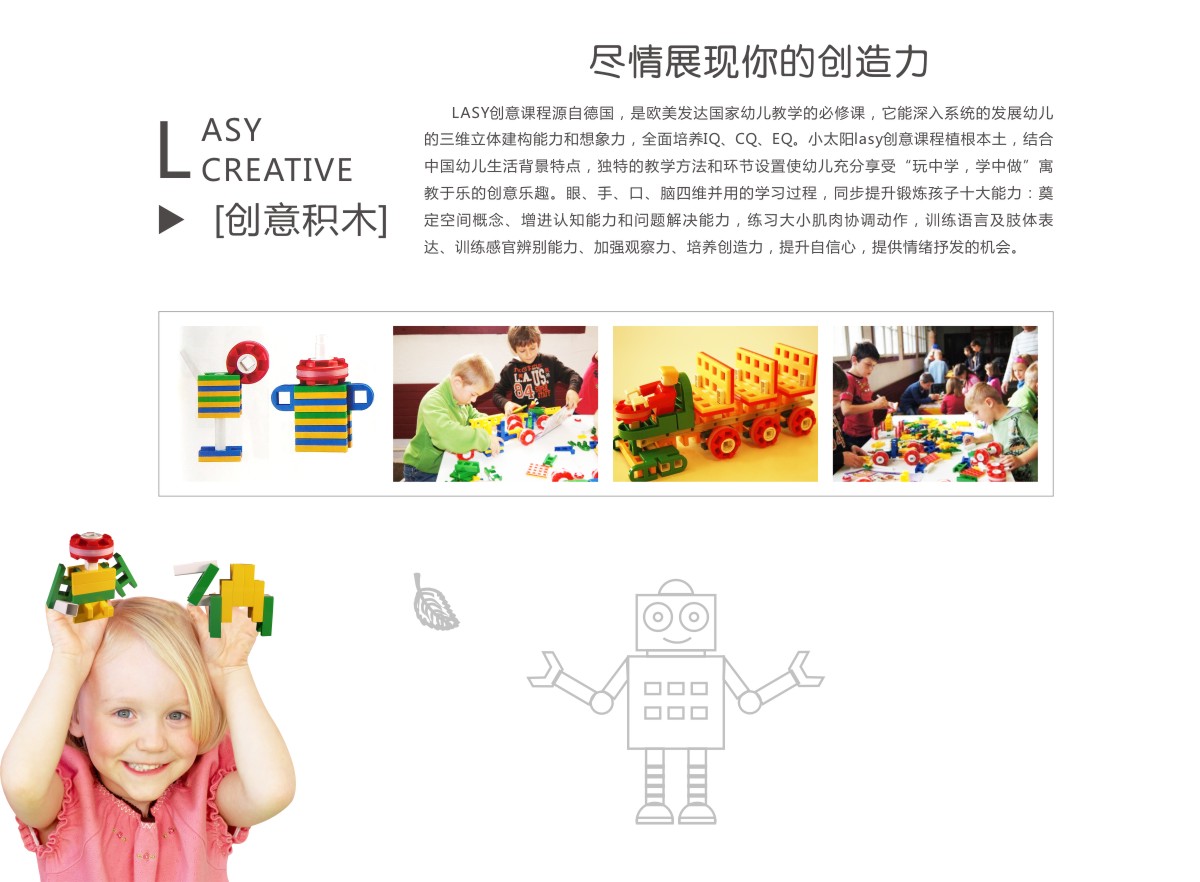 尽情展现你的创造力
LASY
CREATIVE
[创意积木]
LASY创意课程源自德国，是欧美发达国家幼儿教学的必修课，它能深入系统的发展幼儿
的三维立体建构能力和想象力，全面培养IQ、CQ、EQ。小太阳lasy创意课程植根本土，结合
中国幼儿生活背景特点，独特的教学方法和环节设置使幼儿充分享受“玩中学，学中做”寓
教于乐的创意乐趣。眼、手、口、脑四维并用的学习过程，同步提升锻炼孩子十大能力：奠
定空间概念、增进认知能力和问题解决能力，练习大小肌肉协调动作，训练语言及肢体表
达、训练感官辨别能力、加强观察力、培养创造力，提升自信心，提供情绪抒发的机会。
84